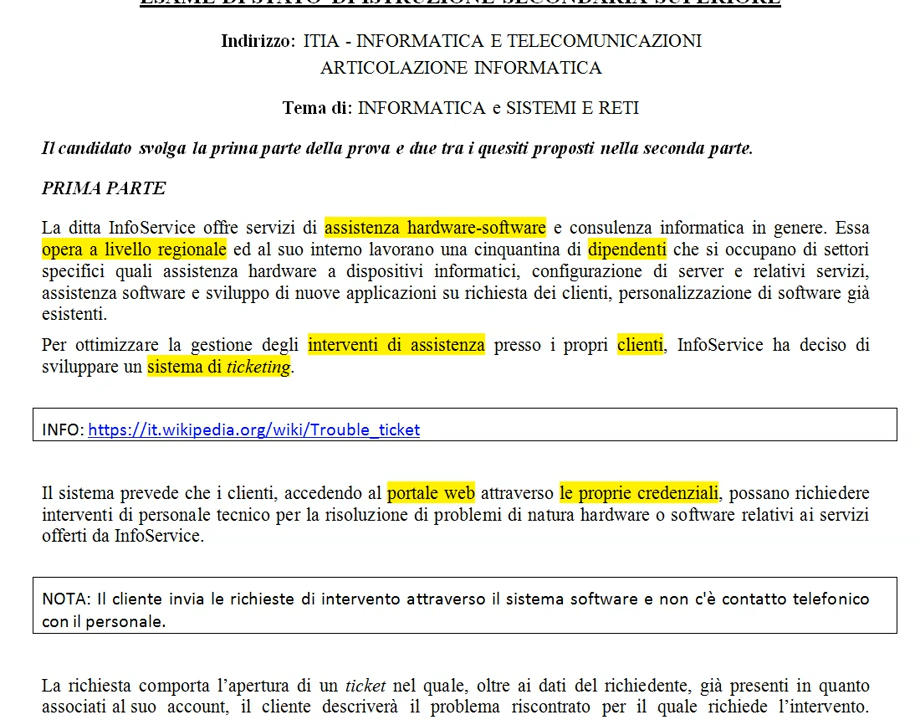 ESAME DI STATO DI ISTRUZIONE SECONDARIA SUPERIORE
Indirizzo: ITIA - INFORMATICA E TELECOMUNICAZIONI
ARTICOLAZIONE INFORMATICA
Tema di: INFORMATICA e SISTEMI E RETI
Il candidato svolga la prima parte della prova e due tra i quesiti proposti nella seconda parte.
PRIMA PARTE
La ditta InfoService offre servizi di assistenza hardware-software e consulenza informatica in genere. Essa
opera a livello regionale ed al suo interno lavorano una cinquantina di dipendenti che si occupano di settori
specifici quali assistenza hardware a dispositivi informatici, configurazione di server e relativi servizi,
assistenza software e sviluppo di nuove applicazioni su richiesta dei clienti, personalizzazione di software già
esistenti.
Per ottimizzare la gestione degli interventi di assistenza presso i propri clienti, InfoService ha deciso di
sviluppare un sistema di ticketing.
INFO: https://it.wikipedia.org/wiki/Trouble_ticket
Il sistema prevede che i clienti, accedendo al portale web attraverso le proprie credenziali, possano richiedere
interventi di personale tecnico per la risoluzione di problemi di natura hardware o software relativi ai servizi
offerti da InfoService.
NOTA: Il cliente invia le richieste di intervento attraverso il sistema software e non c'è contatto telefonico
con il personale.
La richiesta comporta l'apertura di un ticket nel quale, oltre ai dati del richiedente, già presenti in quanto
associati al suo account, il cliente descriverà il problema riscontrato per il quale richiede l'intervento.